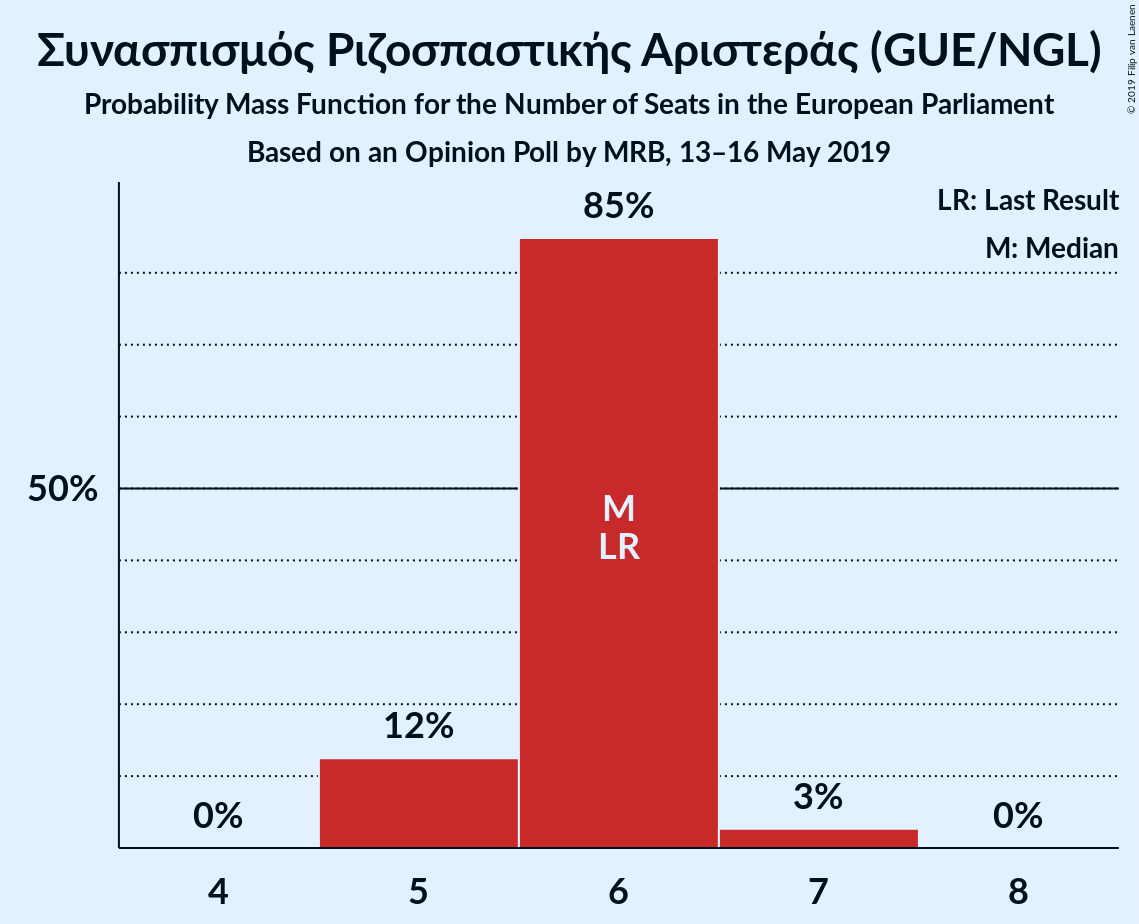 Συνασπισμός Ριζοσπαστικής Αριστεράς (GUE/NGL)
Probability Mass Function for the Number of Seats in the European Parliament
Based on an Opinion Poll by MRB, 13–16 May 2019
© 2019 Filip van Laenen
LR: Last Result
M: Median
85%
50%
M
LR
12%
3%
0%
0%
4
5
6
7
8